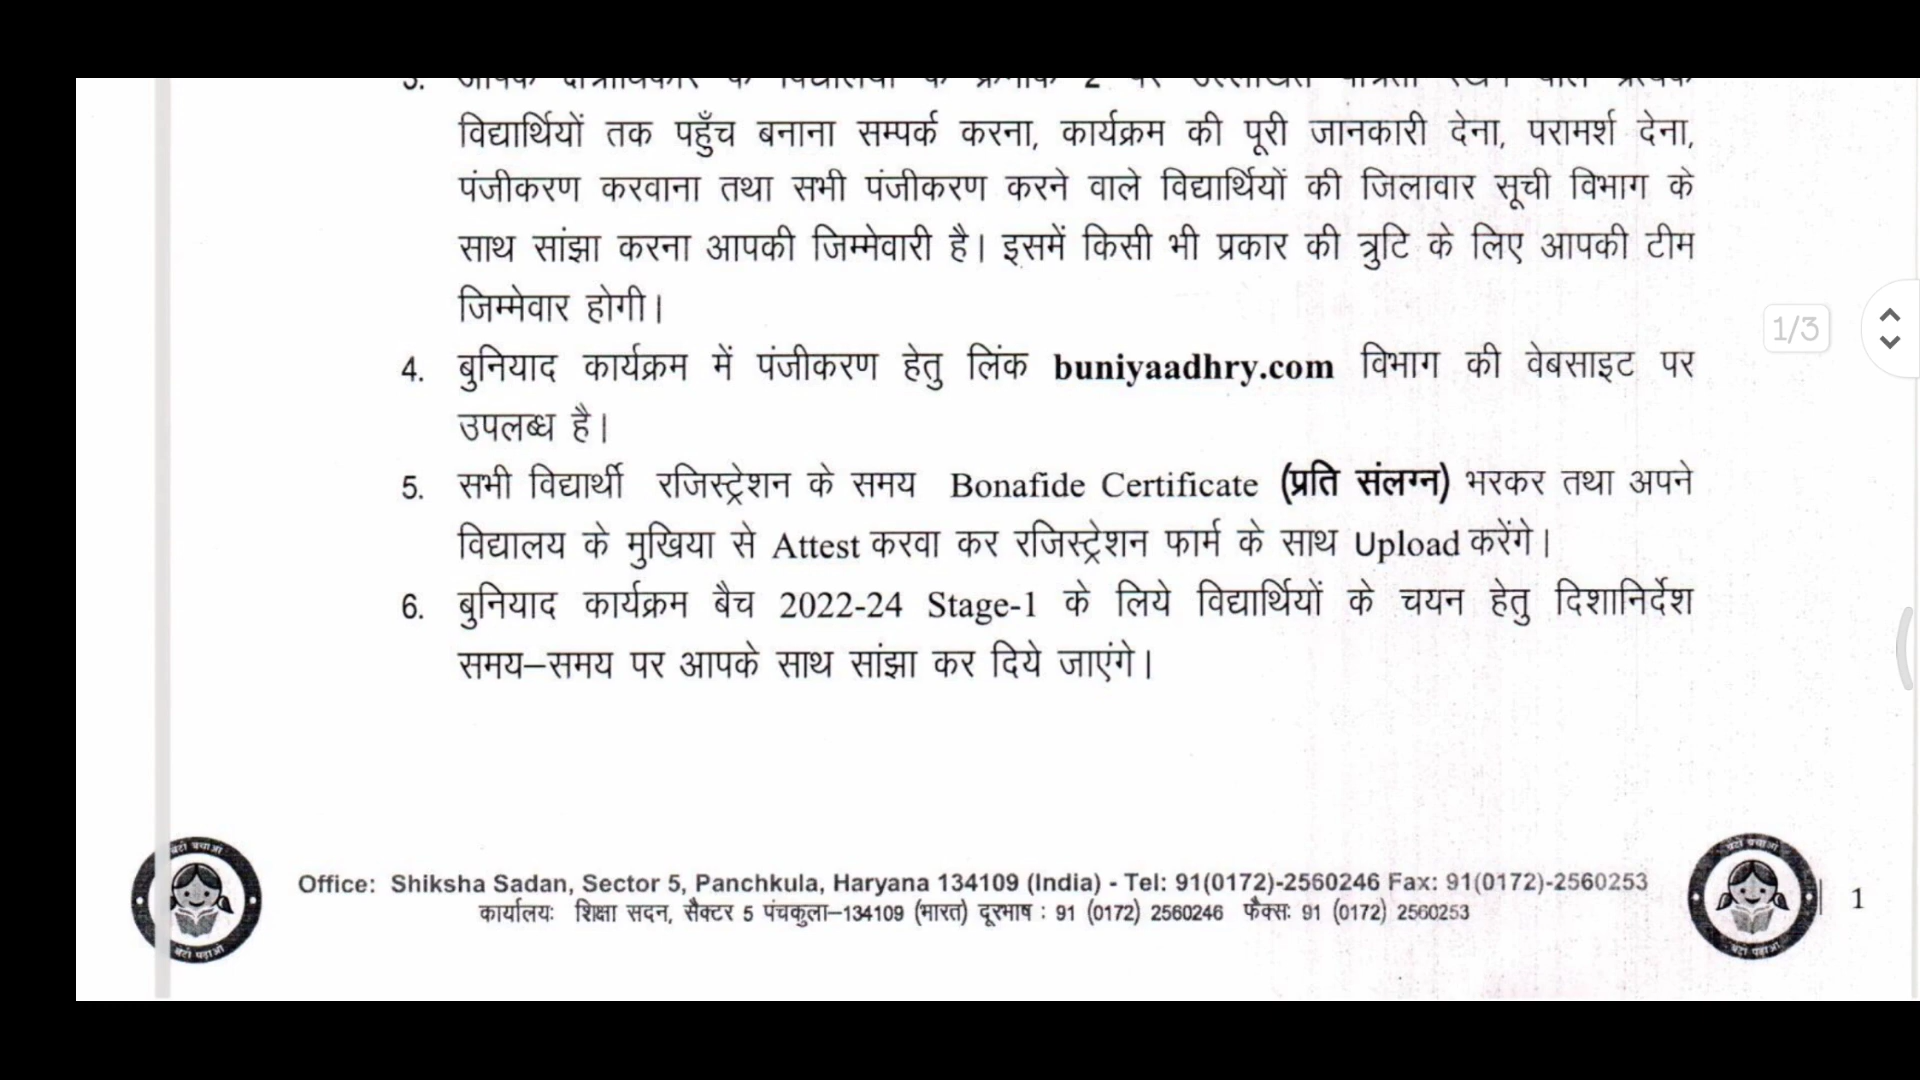 विद्यार्थियों तक पहुँच बनाना सम्पर्क करना, कार्यक्रम की पूरी जानकारी देना, परामर्श देना,
पंजीकरण करवाना तथा सभी पंजीकरण करने वाले विद्यार्थियों की जिलावार सूची विभाग के
साथ सांझा करना आपकी जिम्मेवारी है। इसमें किसी भी प्रकार की त्रुटि के लिए आपकी टीम
जिम्मेवार होगी।
1/3
4. बुनियाद कार्यक्रम में पंजीकरण हेतु लिंक buniyaadhry.com विभाग की वेबसाइट पर
उपलब्ध है।
5. सभी विद्यार्थी रजिस्ट्रेशन के समय Bonafide Certificate (प्रति संलग्न) भरकर तथा अपने
विद्यालय के मुखिया से Attest करवा कर रजिस्ट्रेशन फार्म के साथ Upload करेंगे।
6. बुनियाद कार्यक्रम बैच 2022-24 Stage-1 के लिये विद्यार्थियों के चयन हेतु दिशानिर्देश
समय–समय पर आपके साथ सांझा कर दिये जाएंगे।
Office: Shiksha Sadan, Sector 5, Panchkula, Haryana 134109 (India) - Tel: 91(0172)-2560246 Fax: 91(0172)-2560253
कार्यालयः शिक्षा सदन, सैक्टर 5 पंचकुला–134109 (भारत) दूरभाष : 91 (0172) 2560246 फैक्सः 91 (0172) 2560253
1